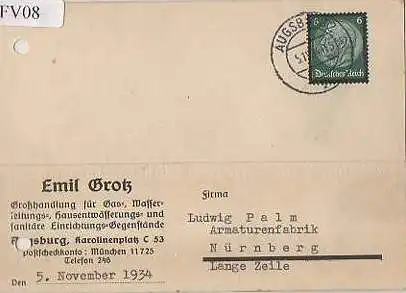 FV08
AUGSB
6 6
Deutsches Reich
Emil Grotz
Großhandlung für Gas-, Wasser-
leitungs-, Hausentwässerungs- und
sanitäre Einrichtungs-Gegenstände
Augsburg, Karolinenplatz C 53
Postscheckkonto: München 11725
Telefon 246
Den 5. November 1934
Firma
Ludwig Palm
Armaturenfabrik
Nürnberg
Lange Zeile